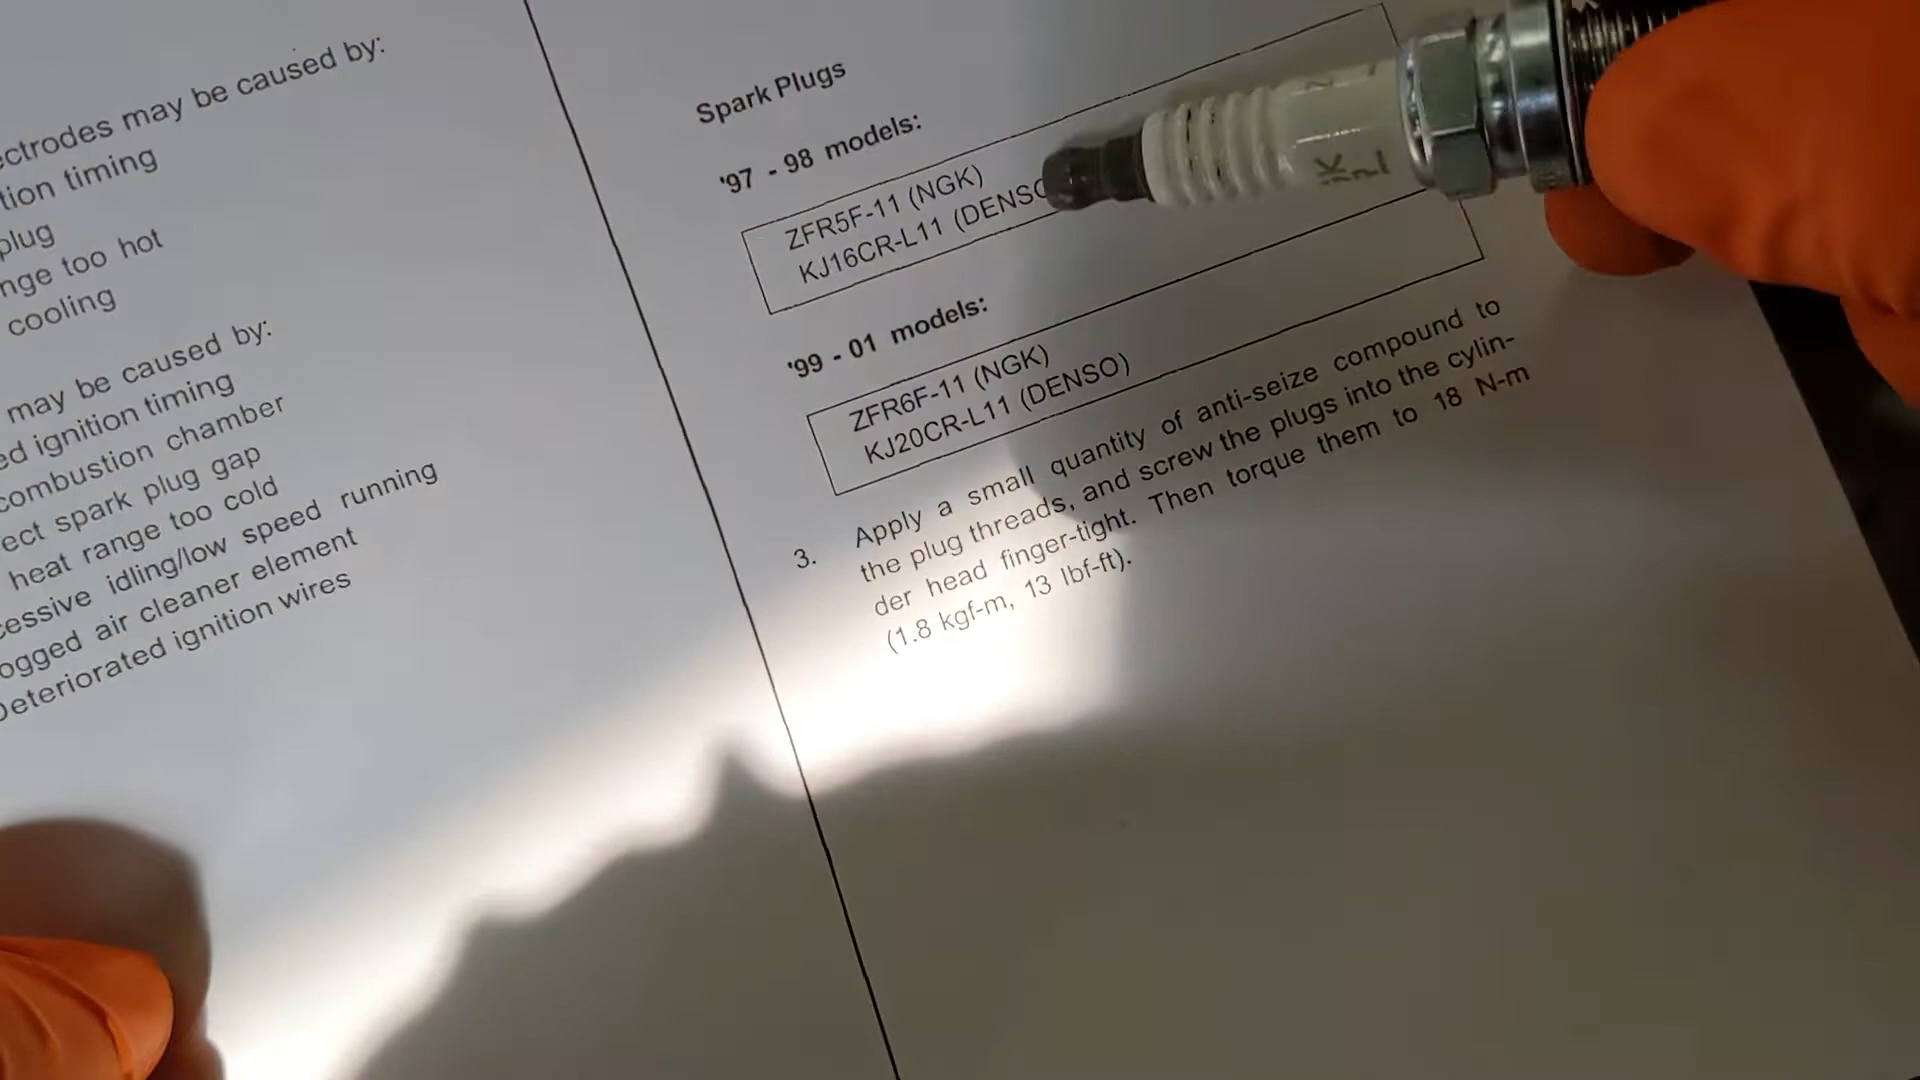 ectrodes may be caused by:
tion timing
plug
nge too hot
cooling
may be caused by:
ed ignition timing
combustion chamber
ect spark plug gap
heat range too cold
cessive idling/low speed running
ogged air cleaner element
Deteriorated ignition wires
Spark Plugs
'97 - 98 models:
ZFR5F-11 (NGK)
KJ16CR-L11 (DENSO
'99 - 01 models:
ZFR6F-11 (NGK)
KJ20CR-L11 (DENSO)
3. Apply a small quantity of anti-seize compound to
the plug threads, and screw the plugs into the cylin-
der head finger-tight. Then torque them to 18 N-m
(1.8 kgf-m, 13 lbf-ft).